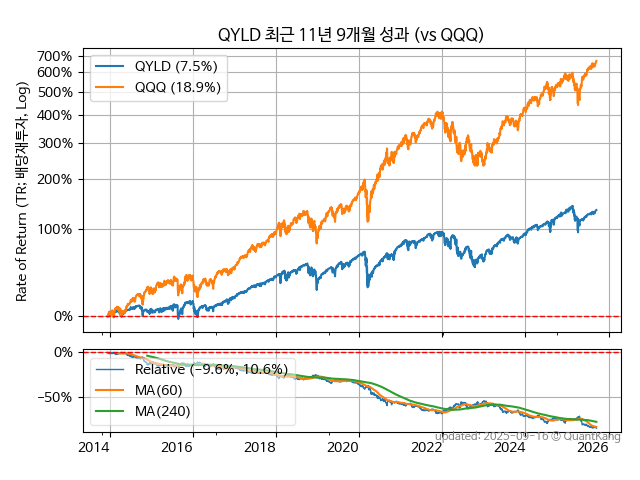 QYLD 최근 11년 9개월 성과 (vs QQQ)
Rate of Return (TR; 배당재투자, Log)
700%
600%
500%
400%
300%
200%
100%
0%
QYLD (7.5%)
QQQ (18.9%)
0%
−50%
Relative (−9.6%, 10.6%)
MA(60)
MA(240)
updated: 2025-09-16 © QuantKang
2014 2016 2018 2020 2022 2024 2026